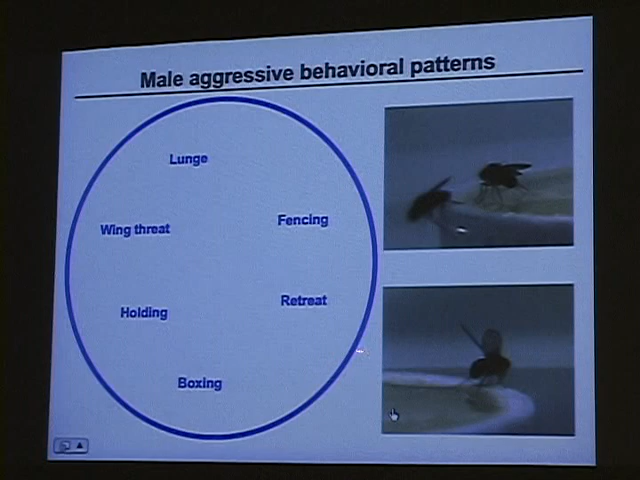 Male aggressive behavioral patterns
Lunge
Wing threat
Fencing
Holding
Retreat
Boxing